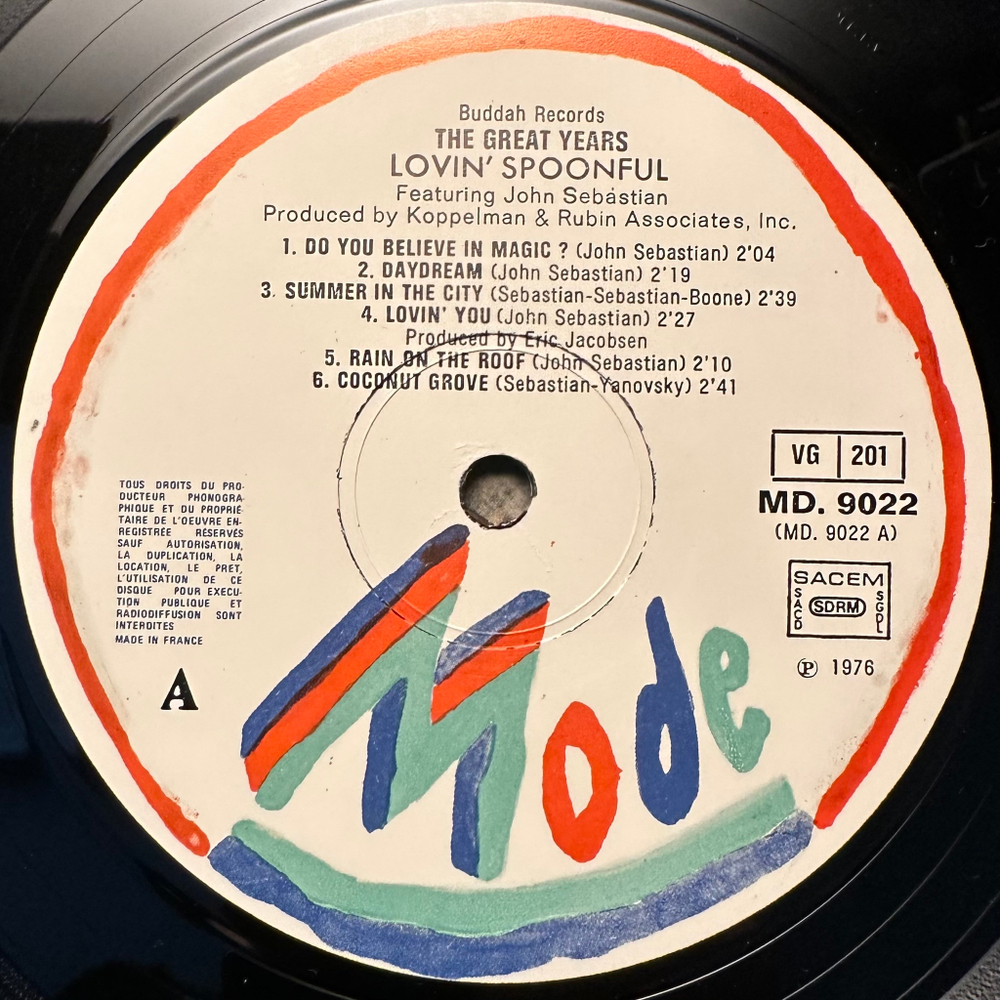 Buddah Records
THE GREAT YEARS
LOVIN' SPOONFUL
Featuring John Sebastian
Produced by Koppelman & Rubin Associates, Inc.
1. DO YOU BELIEVE IN MAGIC ? (John Sebastian) 2'04
2. DAYDREAM (John Sebastian) 2'19
3. SUMMER IN THE CITY (Sebastian-Sebastian-Boone) 2'39
4. LOVIN' YOU (John Sebastian) 2'27
Produced by Eric Jacobsen
5. RAIN ON THE ROOF (John Sebastian) 2'10
6. COCONUT GROVE (Sebastian-Yanovsky) 2'41
VG 201
MD. 9022
(MD. 9022 A)
SACEM
SACD SDRM SGDL
℗ 1976
TOUS DROITS DU PRO-
DUCTEUR PHONOGRA-
PHIQUE ET DU PROPRIÉ-
TAIRE DE L'OEUVRE EN-
REGISTRÉE RÉSERVÉS
SAUF AUTORISATION,
LA DUPLICATION, LA
LOCATION, LE PRET,
L'UTILISATION DE CE
DISQUE POUR EXECU-
TION PUBLIQUE ET
RADIODIFFUSION SONT
INTERDITES
MADE IN FRANCE
A
Mode